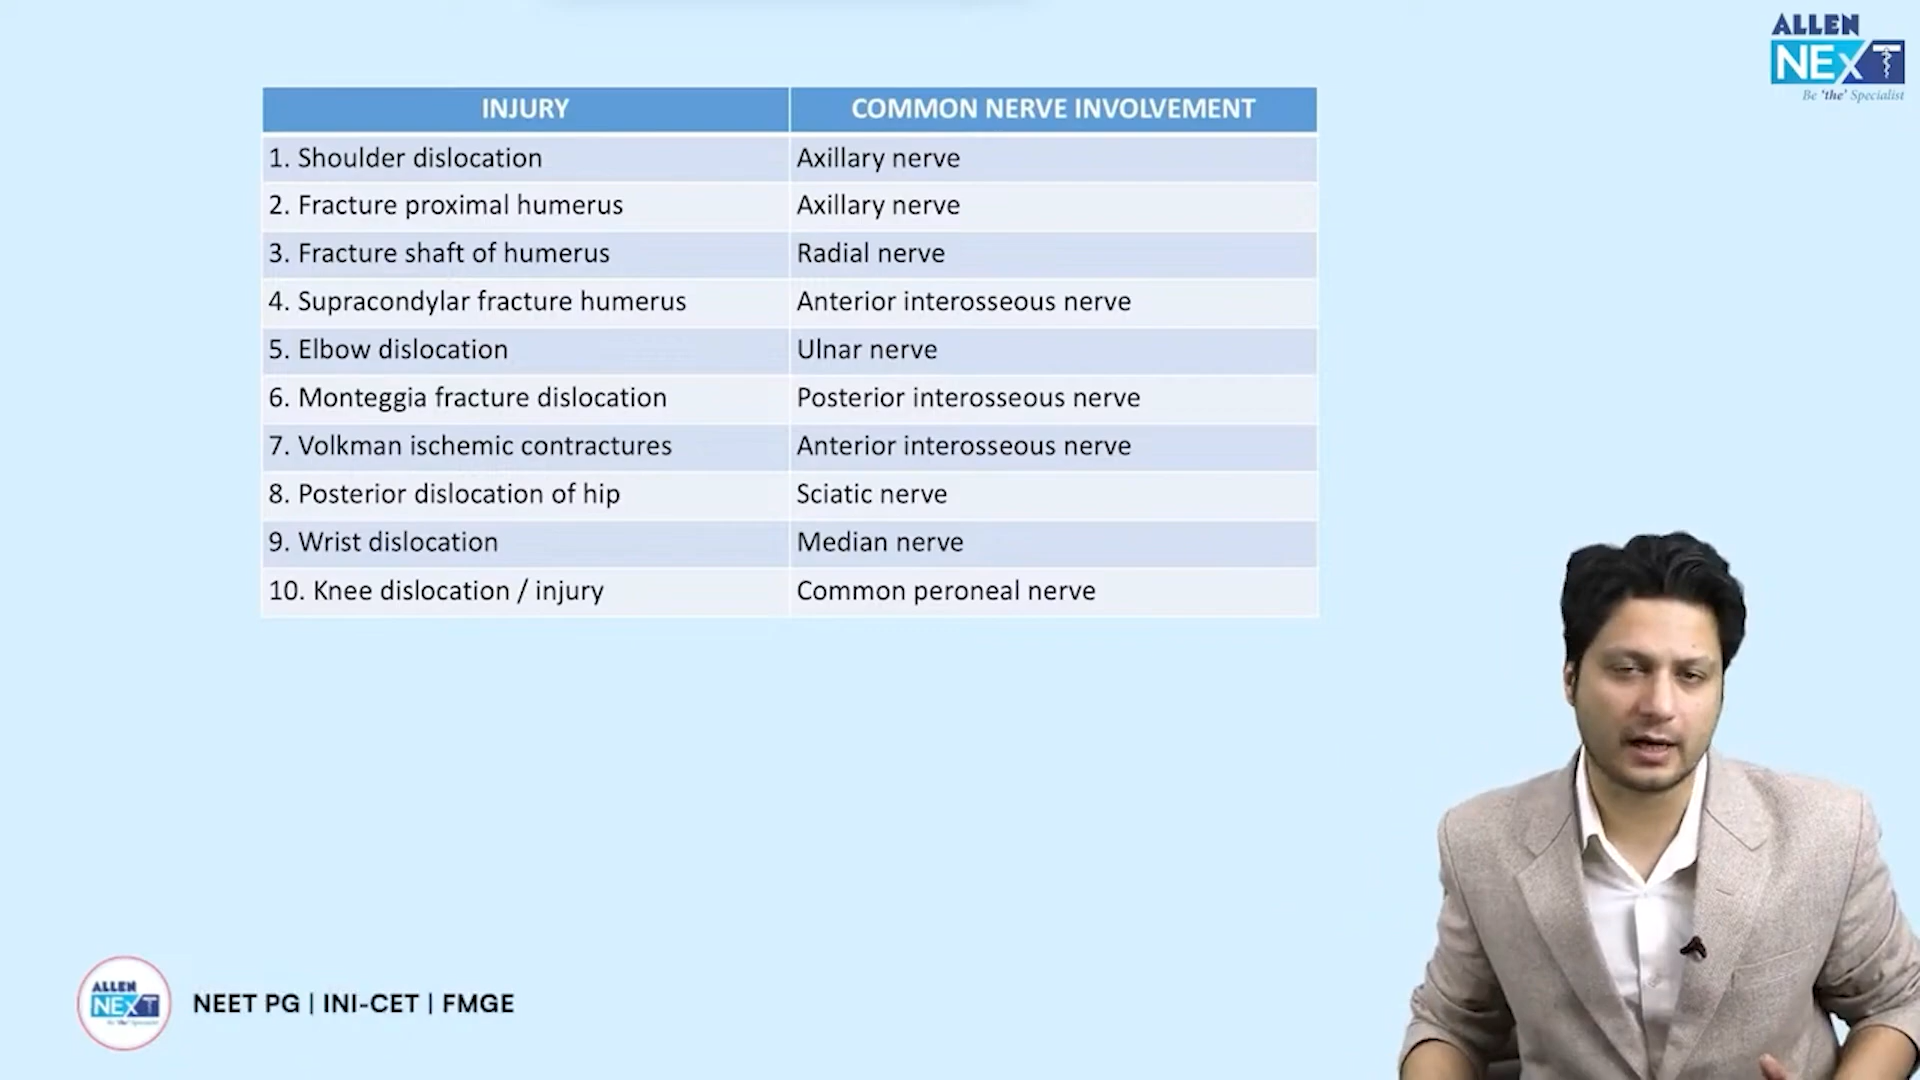 ALLEN
NEXT
Be 'the' Specialist
INJURY COMMON NERVE INVOLVEMENT
1. Shoulder dislocation Axillary nerve
2. Fracture proximal humerus Axillary nerve
3. Fracture shaft of humerus Radial nerve
4. Supracondylar fracture humerus Anterior interosseous nerve
5. Elbow dislocation Ulnar nerve
6. Monteggia fracture dislocation Posterior interosseous nerve
7. Volkman ischemic contractures Anterior interosseous nerve
8. Posterior dislocation of hip Sciatic nerve
9. Wrist dislocation Median nerve
10. Knee dislocation / injury Common peroneal nerve
ALLEN
NEXT
Be 'the' Specialist
NEET PG | INI-CET | FMGE